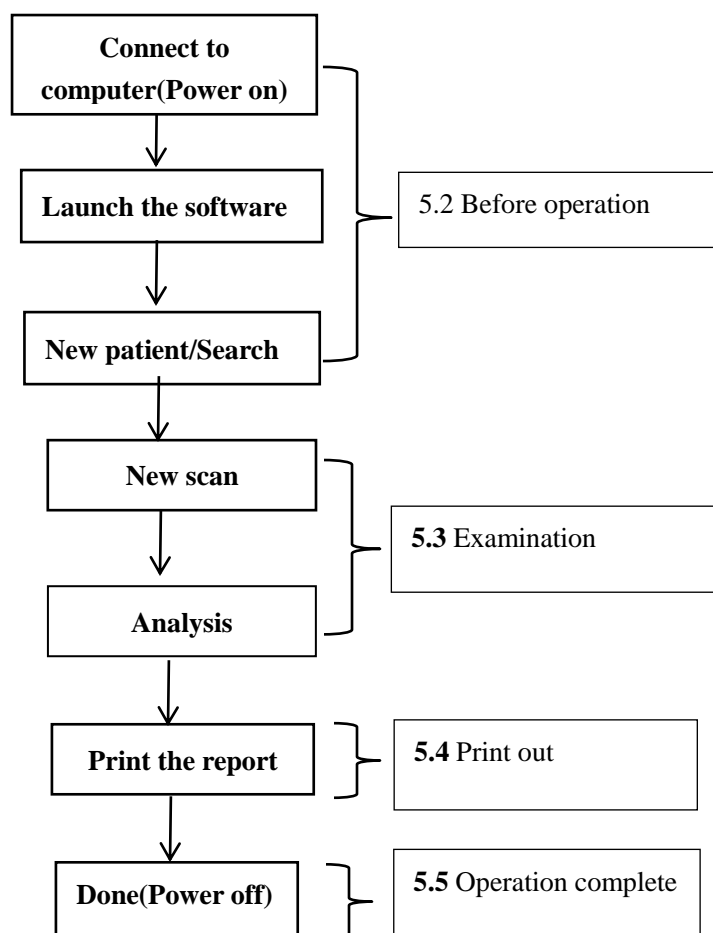 Connect to
computer(Power on)
Launch the software
5.2 Before operation
New patient/Search
New scan
5.3 Examination
Analysis
Print the report
5.4 Print out
Done(Power off)
5.5 Operation complete